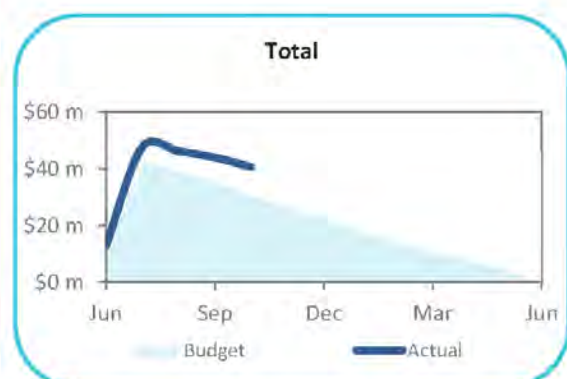 Total
$60 m
$40 m
$20 m
$0 m
Jun Sep Dec Mar Jun
Budget Actual